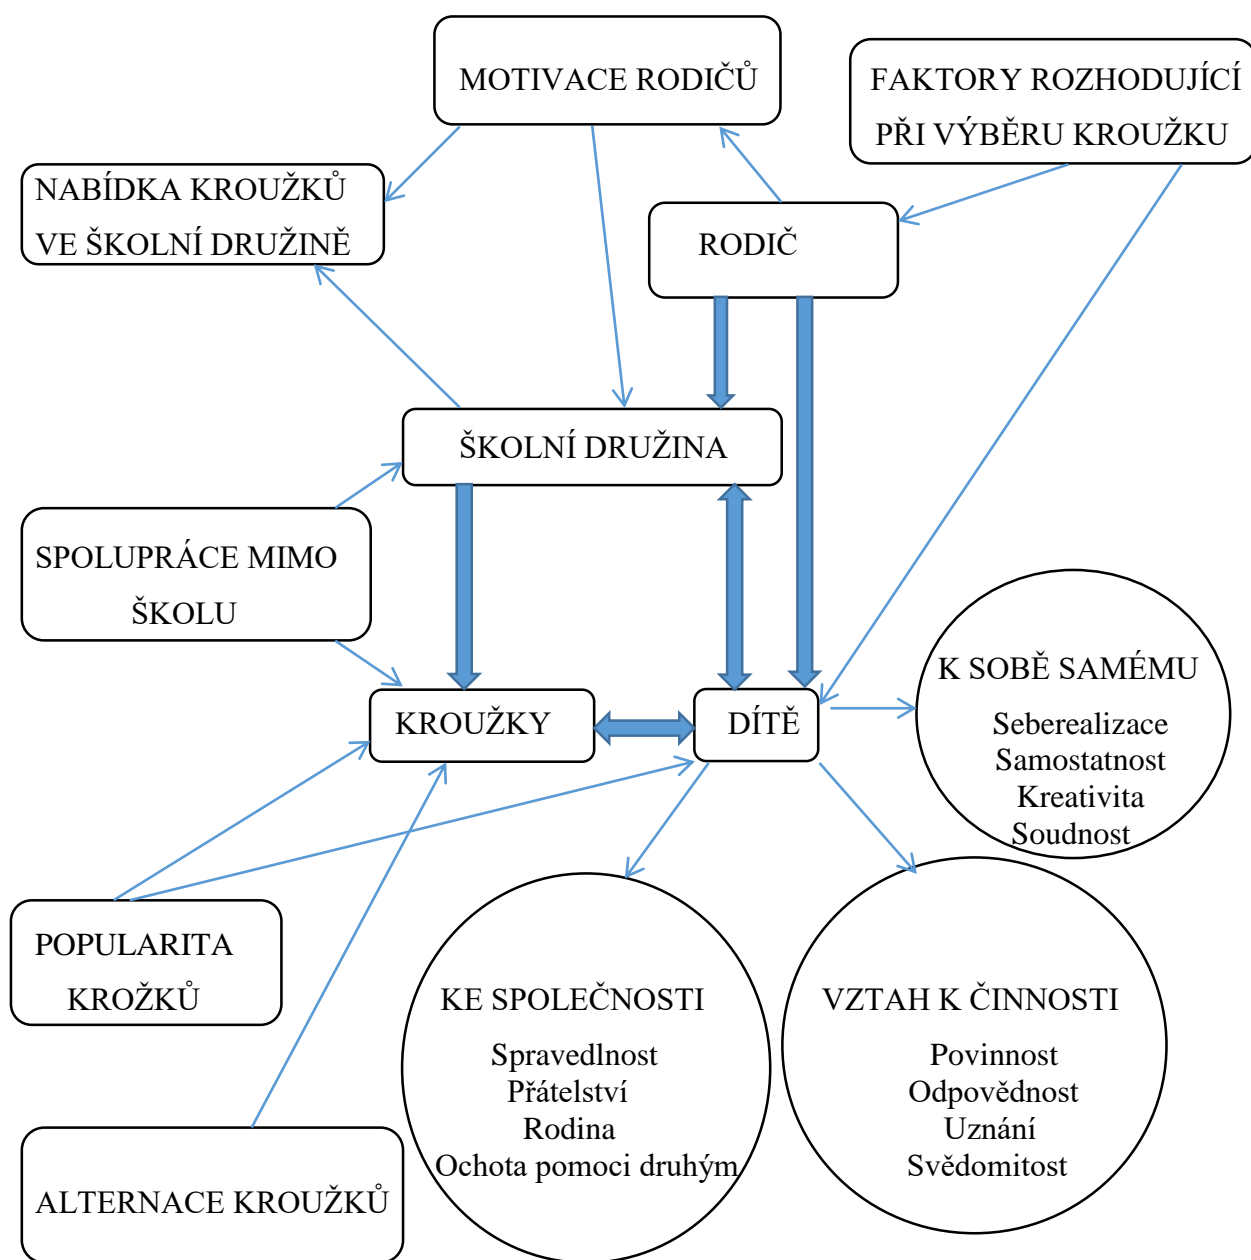 MOTIVACE RODIČŮ
FAKTORY ROZHODUJÍCÍ
PŘI VÝBĚRU KROUŽKU
NABÍDKA KROUŽKŮ
VE ŠKOLNÍ DRUŽINĚ
RODIČ
ŠKOLNÍ DRUŽINA
SPOLUPRÁCE MIMO
ŠKOLU
KROUŽKY
DÍTĚ
K SOBĚ SAMÉMU
Seberealizace
Samostatnost
Kreativita
Soudnost
POPULARITA
KROŽKŮ
KE SPOLEČNOSTI
Spravedlnost
Přátelství
Rodina
Ochota pomoci druhým
VZTAH K ČINNOSTI
Povinnost
Odpovědnost
Uznání
Svědomitost
ALTERNACE KROUŽKŮ